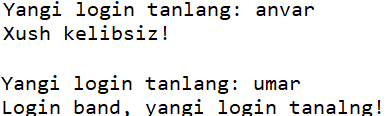 Yangi login tanlang: anvar
Xush kelibsiz!
Yangi login tanlang: umar
Login band, yangi login tanalng!